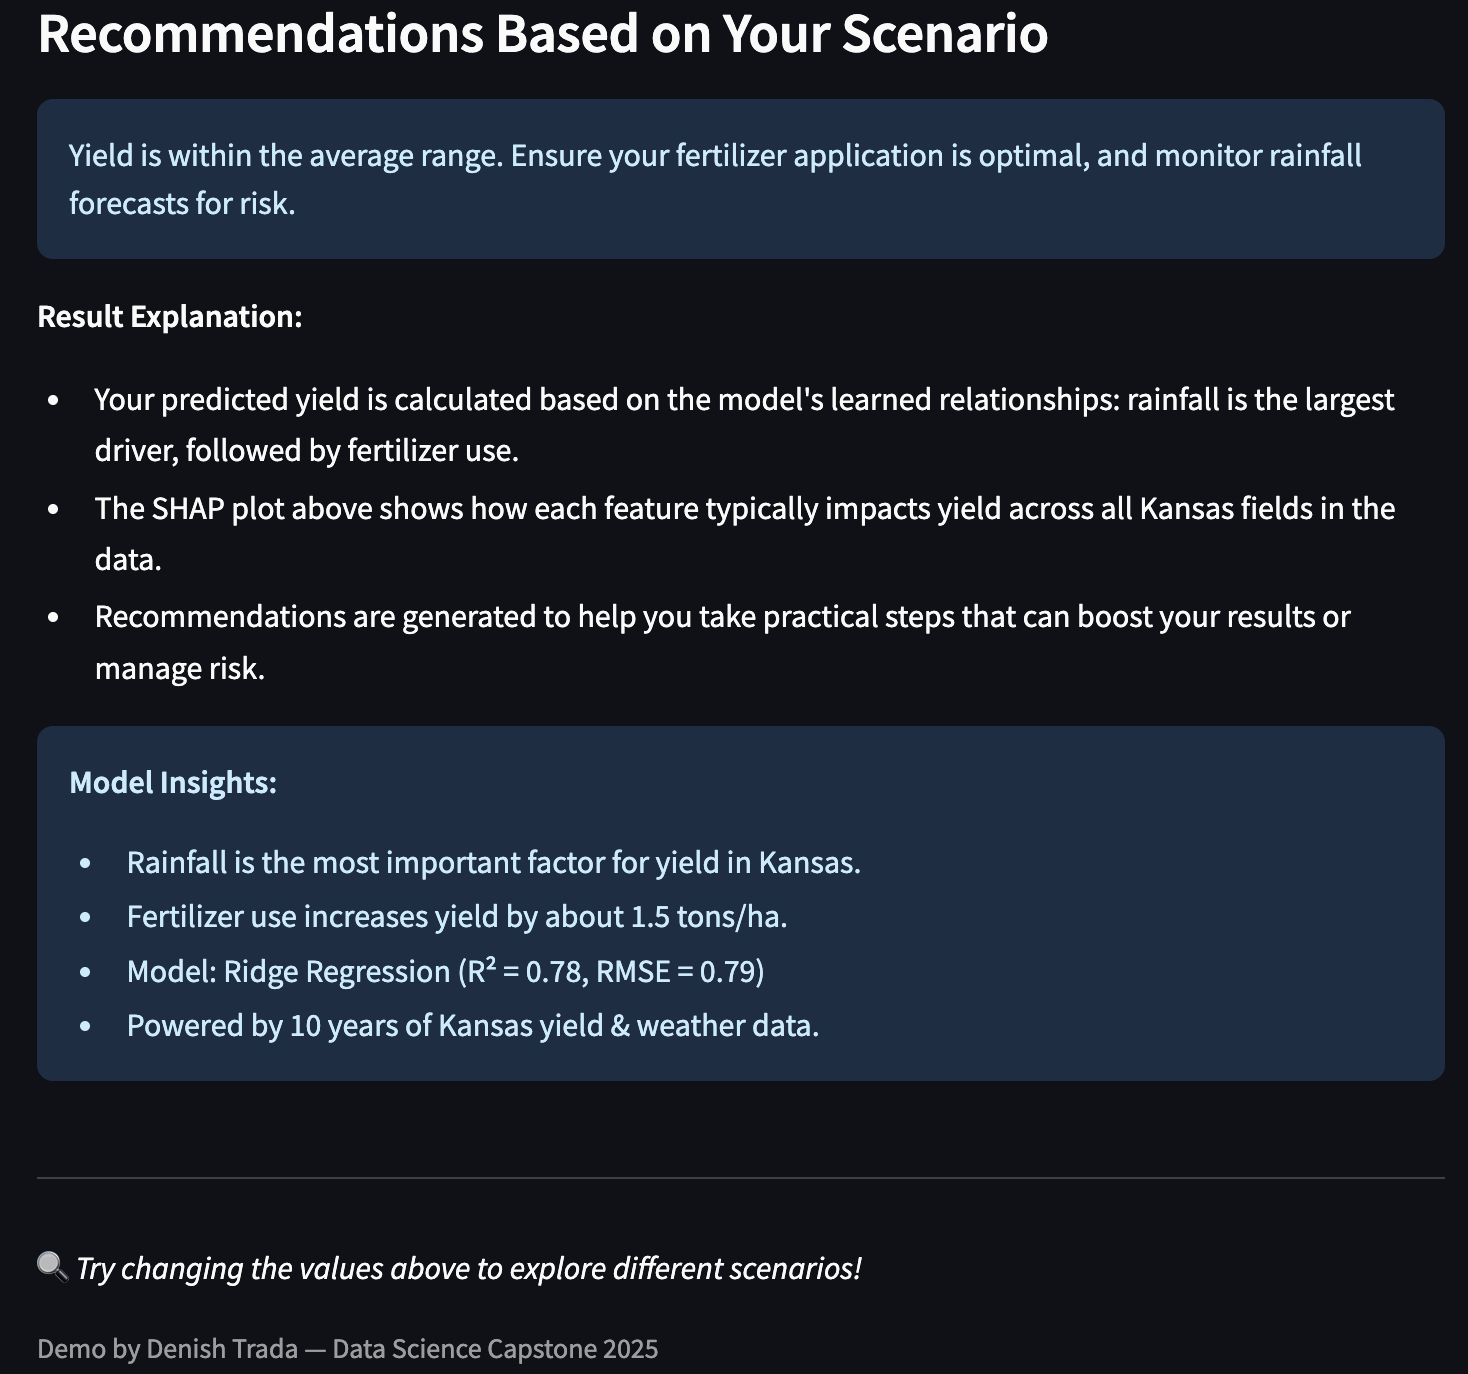 Recommendations Based on Your Scenario
Yield is within the average range. Ensure your fertilizer application is optimal, and monitor rainfall
forecasts for risk.
Result Explanation:
• Your predicted yield is calculated based on the model's learned relationships: rainfall is the largest
driver, followed by fertilizer use.
• The SHAP plot above shows how each feature typically impacts yield across all Kansas fields in the
data.
• Recommendations are generated to help you take practical steps that can boost your results or
manage risk.
Model Insights:
• Rainfall is the most important factor for yield in Kansas.
• Fertilizer use increases yield by about 1.5 tons/ha.
• Model: Ridge Regression (R² = 0.78, RMSE = 0.79)
• Powered by 10 years of Kansas yield & weather data.
🔍 Try changing the values above to explore different scenarios!
Demo by Denish Trada — Data Science Capstone 2025